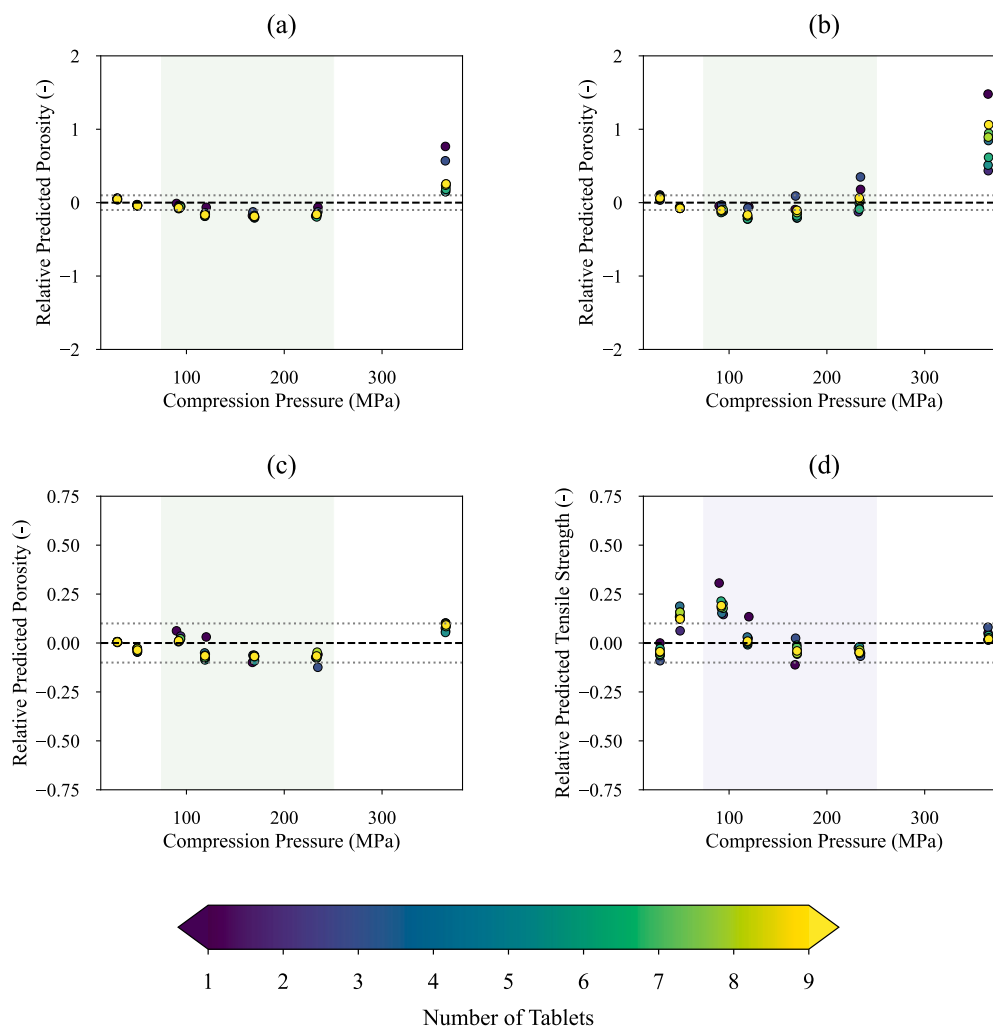 (a)
(b)
2
1
0
−1
−2
Relative Predicted Porosity (-)
100
200
300
Compression Pressure (MPa)
2
1
0
−1
−2
Relative Predicted Porosity (-)
100
200
300
Compression Pressure (MPa)
(c)
(d)
0.75
0.50
0.25
0.00
−0.25
−0.50
−0.75
Relative Predicted Porosity (-)
100
200
300
Compression Pressure (MPa)
0.75
0.50
0.25
0.00
−0.25
−0.50
−0.75
Relative Predicted Tensile Strength (-)
100
200
300
Compression Pressure (MPa)
1 2 3 4 5 6 7 8 9
Number of Tablets